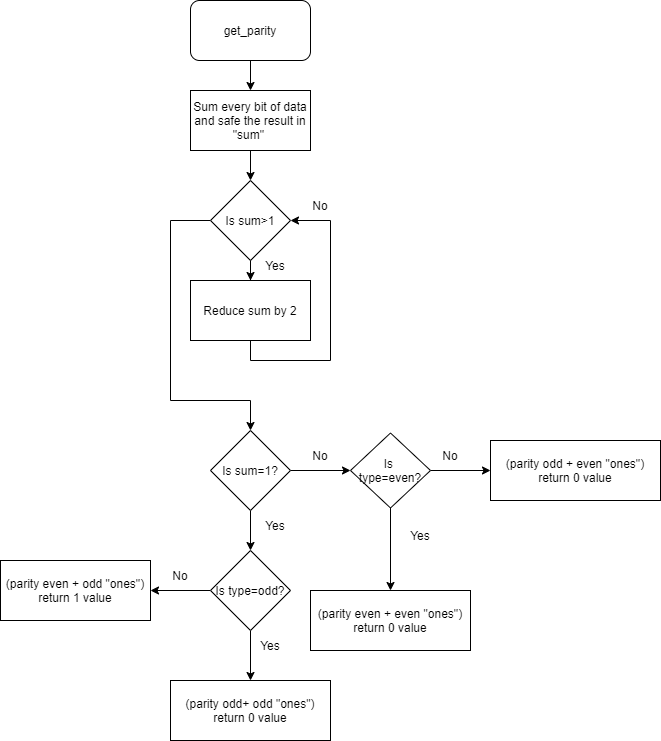 get_parity
Sum every bit of data
and safe the result in
"sum"
Is sum>1
No
Yes
Reduce sum by 2
Is sum=1?
No
Is
type=even?
No
(parity odd + even "ones")
return 0 value
Yes
Yes
(parity even + even "ones")
return 0 value
Is type=odd?
No
(parity even + odd "ones")
return 1 value
Yes
(parity odd+ odd "ones")
return 0 value